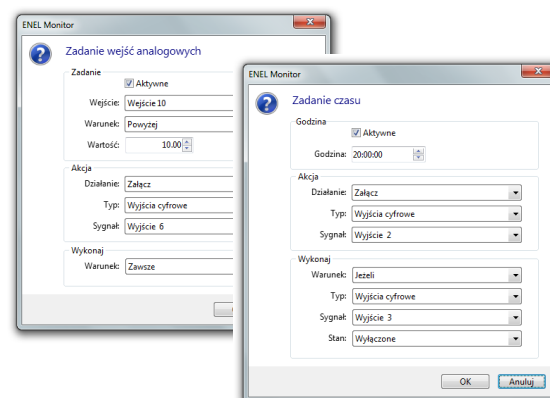 ENEL Monitor
Zadanie wejść analogowych
Zadanie
Aktywne
Wejście: Wejście 10
Warunek: Powyżej
Wartość: 10.00
Akcja
Działanie: Załącz
Typ: Wyjścia cyfrowe
Sygnał: Wyjście 6
Wykonaj
Warunek: Zawsze
ENEL Monitor
Zadanie czasu
Godzina
Aktywne
Godzina: 20:00:00
Akcja
Działanie: Załącz
Typ: Wyjścia cyfrowe
Sygnał: Wyjście 2
Wykonaj
Warunek: Jeżeli
Typ: Wyjścia cyfrowe
Sygnał: Wyjście 3
Stan: Wyłączone
OK Anuluj